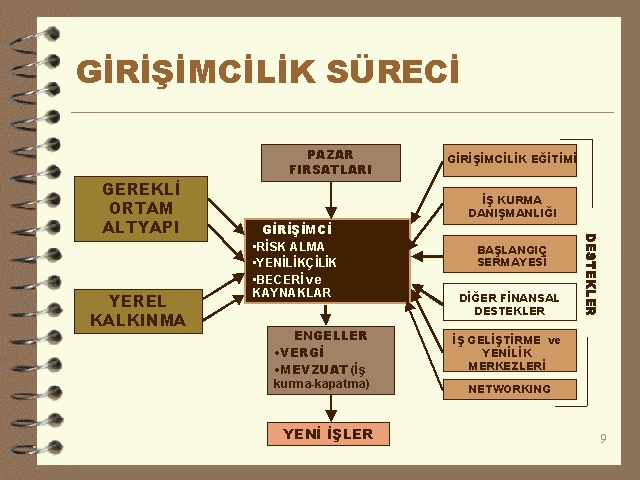 GİRİŞİMCİLİK SÜRECİ
PAZAR
FIRSATLARI
GEREKLİ
ORTAM
ALTYAPI
YEREL
KALKINMA
GİRİŞİMCİ
•RİSK ALMA
•YENİLİKÇİLİK
•BECERİ ve
KAYNAKLAR
ENGELLER
•VERGİ
•MEVZUAT (İş
kurma-kapatma)
YENİ İŞLER
GİRİŞİMCİLİK EĞİTİMİ
İŞ KURMA
DANIŞMANLIĞI
BAŞLANGIÇ
SERMAYESİ
DİĞER FİNANSAL
DESTEKLER
İŞ GELİŞTİRME ve
YENİLİK
MERKEZLERİ
NETWORKING
DESTEKLER
9